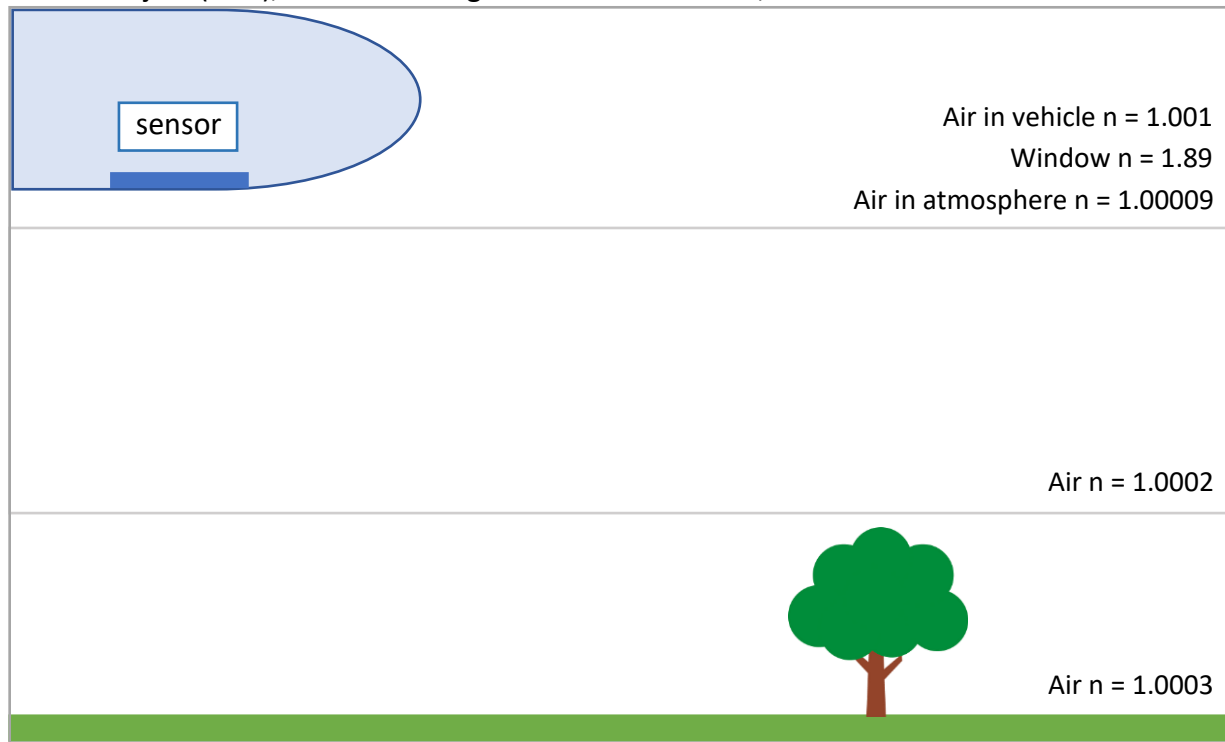 sensor
Air in vehicle n = 1.001
Window n = 1.89
Air in atmosphere n = 1.00009
Air n = 1.0002
Air n = 1.0003